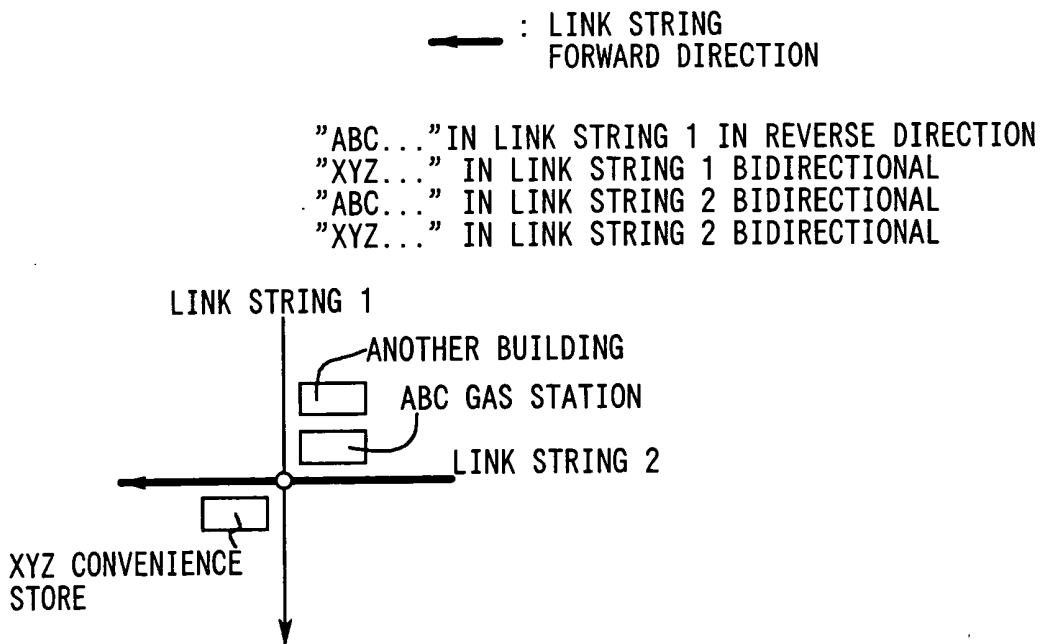 : LINK STRING
FORWARD DIRECTION
"ABC..."IN LINK STRING 1 IN REVERSE DIRECTION
"XYZ..." IN LINK STRING 1 BIDIRECTIONAL
"ABC..." IN LINK STRING 2 BIDIRECTIONAL
"XYZ..." IN LINK STRING 2 BIDIRECTIONAL
LINK STRING 1
ANOTHER BUILDING
ABC GAS STATION
LINK STRING 2
XYZ CONVENIENCE
STORE